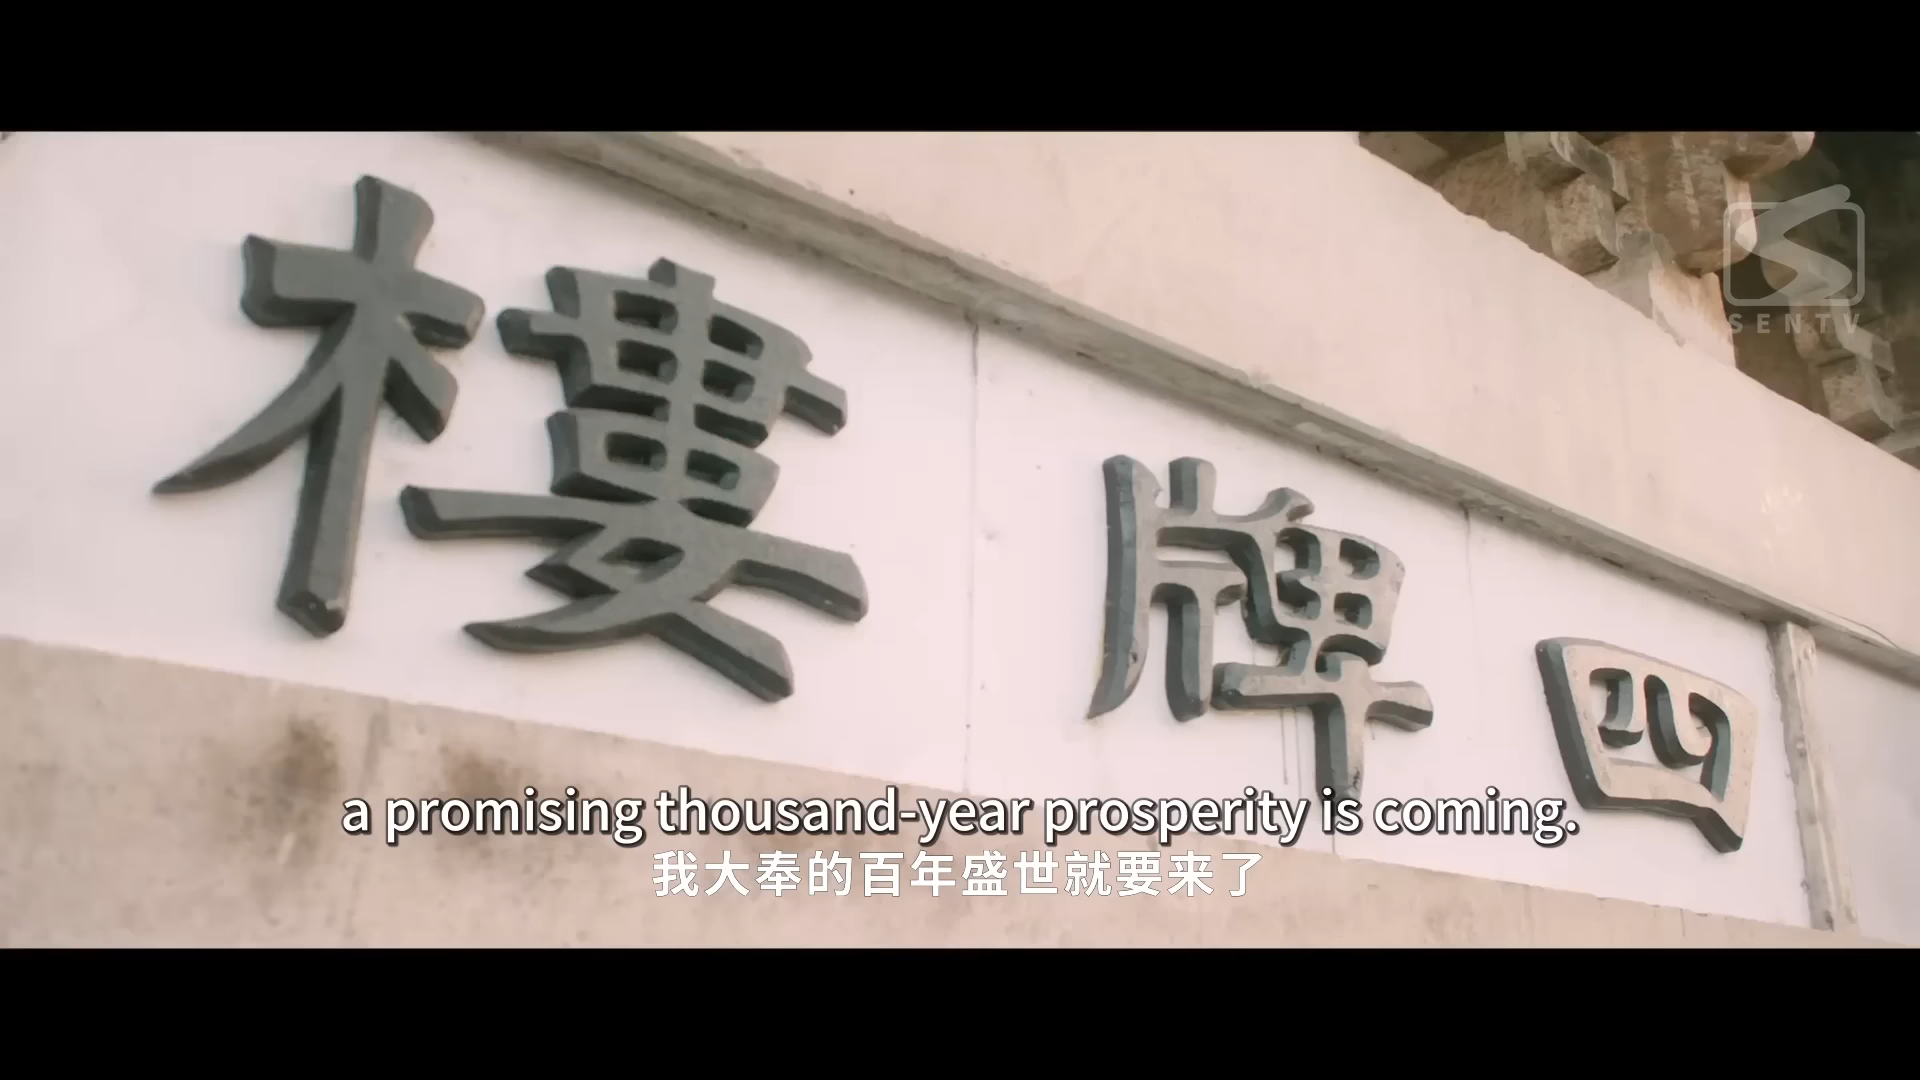 樓牌四
SENTV
a promising thousand-year prosperity is coming.
我大奉的百年盛世就要来了